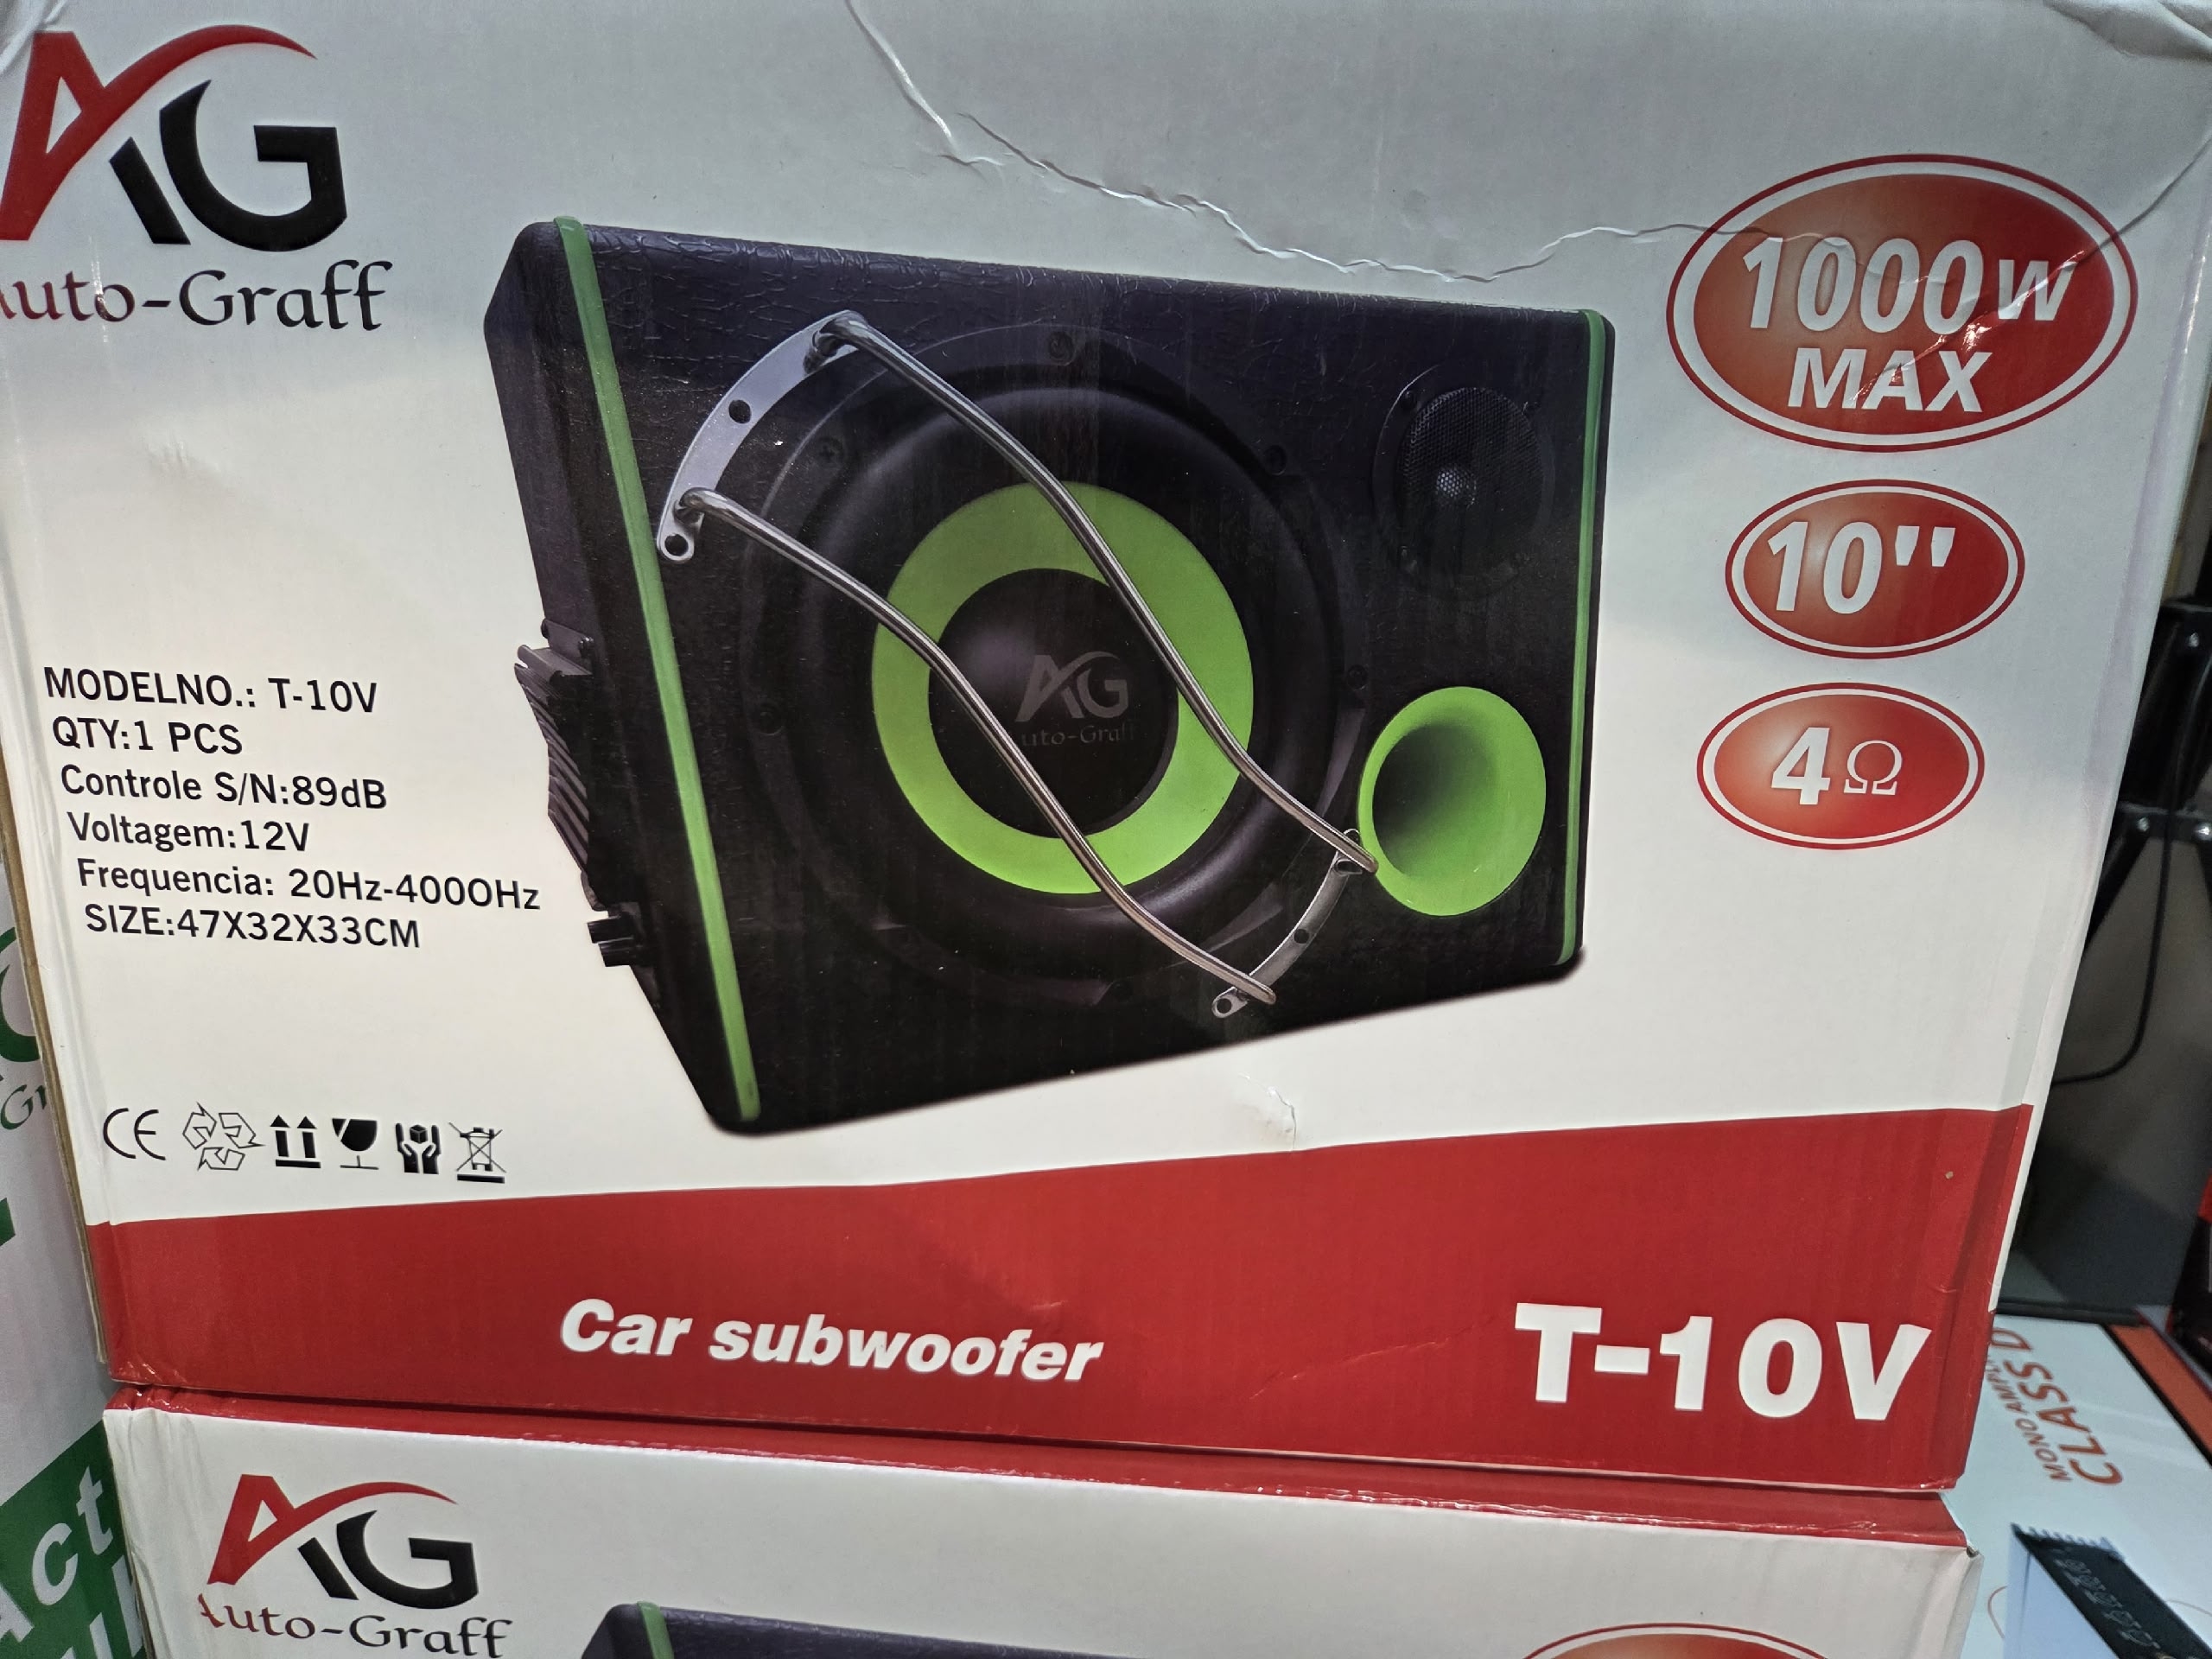 AG
Auto-Graff
1000W
MAX
10''
4Ω
AG
Auto-Graff
MODELNO.: T-10V
QTY:1 PCS
Controle S/N:89dB
Voltagem:12V
Frequencia: 20Hz-4000Hz
SIZE:47X32X33CM
CE
Car subwoofer
T-10V
CLASS D
AG
Auto-Graff